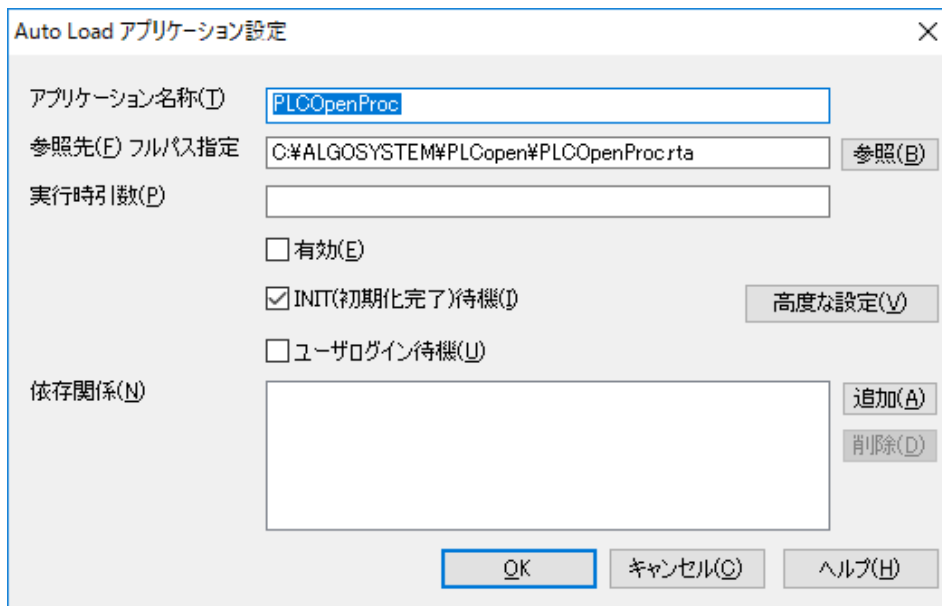 Auto Load アプリケーション設定
アプリケーション名称(T) PLCOpenProc
参照先(F) フルパス指定 C:¥ALGOSYSTEM¥PLCopen¥PLCOpenProc.rta 参照(B)
実行時引数(P)
有効(E)
INIT(初期化完了)待機(I) 高度な設定(V)
ユーザログイン待機(U)
依存関係(N) 追加(A)
削除(D)
OK キャンセル(C) ヘルプ(H)